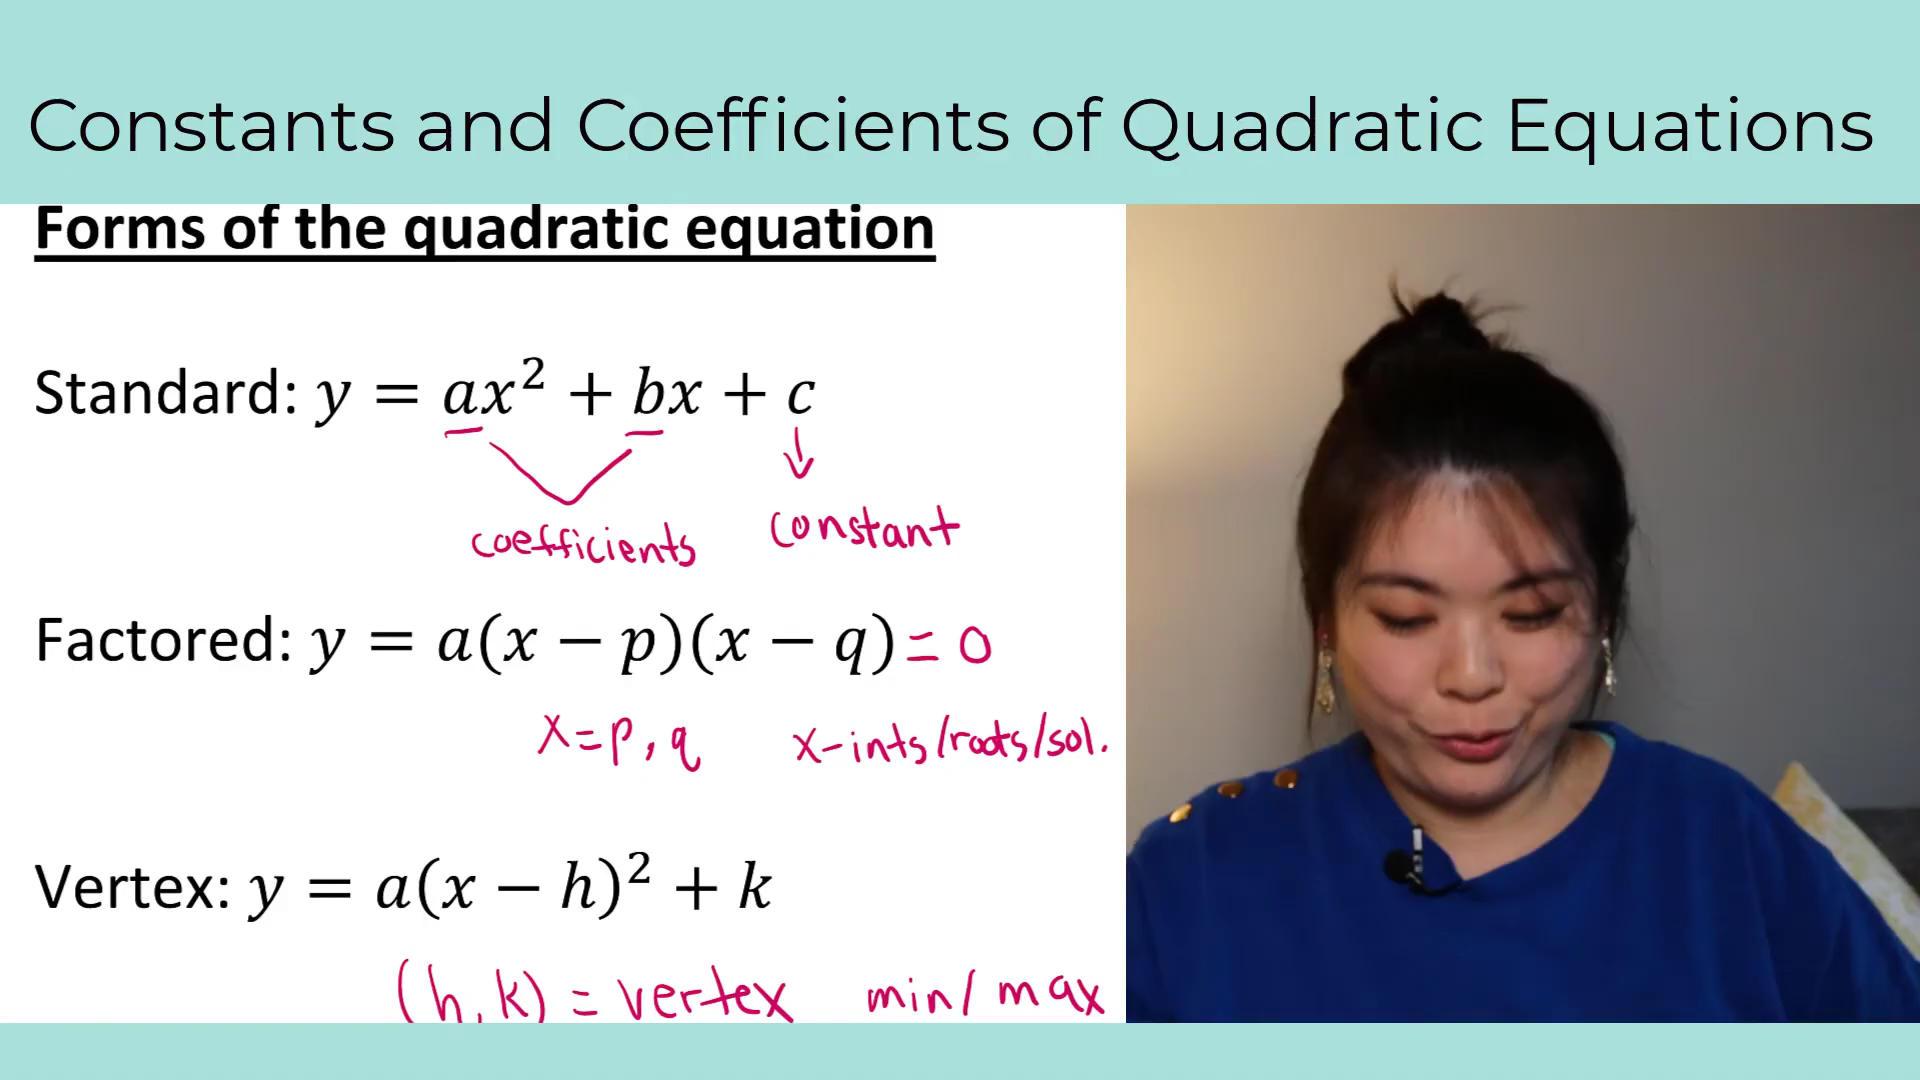 Constants and Coefficients of Quadratic Equations
Forms of the quadratic equation
Standard: y = ax² + bx + c
coefficients constant
Factored: y = a(x − p)(x − q) = 0
x = p, q x-ints/roots/sol.
Vertex: y = a(x − h)² + k
(h, k) = vertex min/max